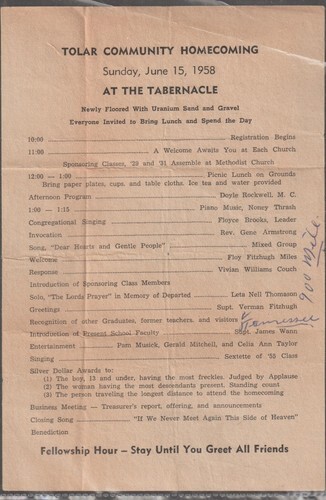 TOLAR COMMUNITY HOMECOMING
Sunday, June 15, 1958
AT THE TABERNACLE
Newly Floored With Uranium Sand and Gravel
Everyone Invited to Bring Lunch and Spend the Day
10:00 Registration Begins
11:00 A Welcome Awaits You at Each Church
Sponsoring Classes, '29 and '31 Assemble at Methodist Church
12:00 — 1:00 Picnic Lunch on Grounds
Bring paper plates, cups, and table cloths. Ice tea and water provided
Afternoon Program Doyle Rockwell, M. C.
1:00 - 1:15 Piano Music, Noney Thrash
Congregational Singing Floyce Brooks, Leader
Invocation Rev. Gene Armstrong
Song, "Dear Hearts and Gentle People" Mixed Group
Welcome Floy Fitzhugh Miles
Response Vivian Williams Couch
Introduction of Sponsoring Class Members
Solo, "The Lords Prayer" in Memory of Departed Leta Nell Thomason
Greetings Supt. Verman Fitzhugh
Recognition of other Graduates, former teachers, and visitors
Introduction of Present School Faculty Supt. James Wann
Entertainment Pam Musick, Gerald Mitchell, and Celia Ann Taylor
Singing Sextette of '55 Class
Silver Dollar Awards to:
(1) The boy, 13 and under, having the most freckles. Judged by Applause
(2) The woman having the most descendants present. Standing count
(3) The person traveling the longest distance to attend the homecoming
Business Meeting — Treasurer's report, offering, and announcements
Closing Song "If We Never Meet Again This Side of Heaven"
Benediction
Fellowship Hour — Stay Until You Greet All Friends
900 Mile
Tennessee